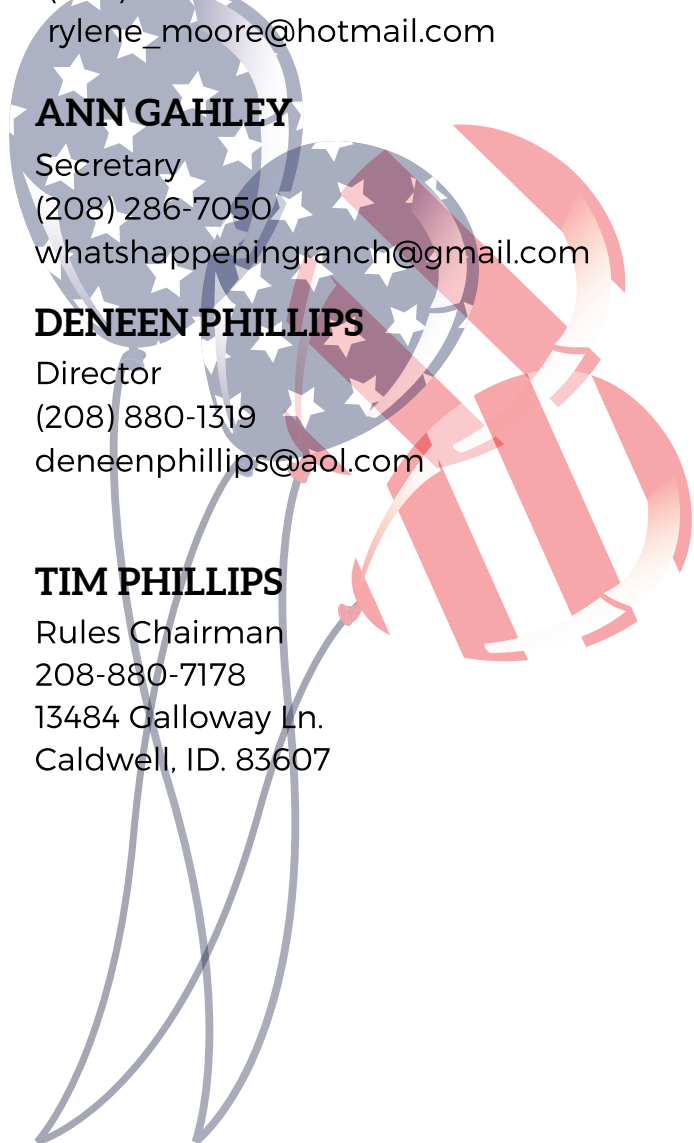 rylene_moore@hotmail.com
ANN GAHLEY
Secretary
(208) 286-7050
whatshappeningranch@gmail.com
DENEEN PHILLIPS
Director
(208) 880-1319
deneenphillips@aol.com
TIM PHILLIPS
Rules Chairman
208-880-7178
13484 Galloway Ln.
Caldwell, ID. 83607